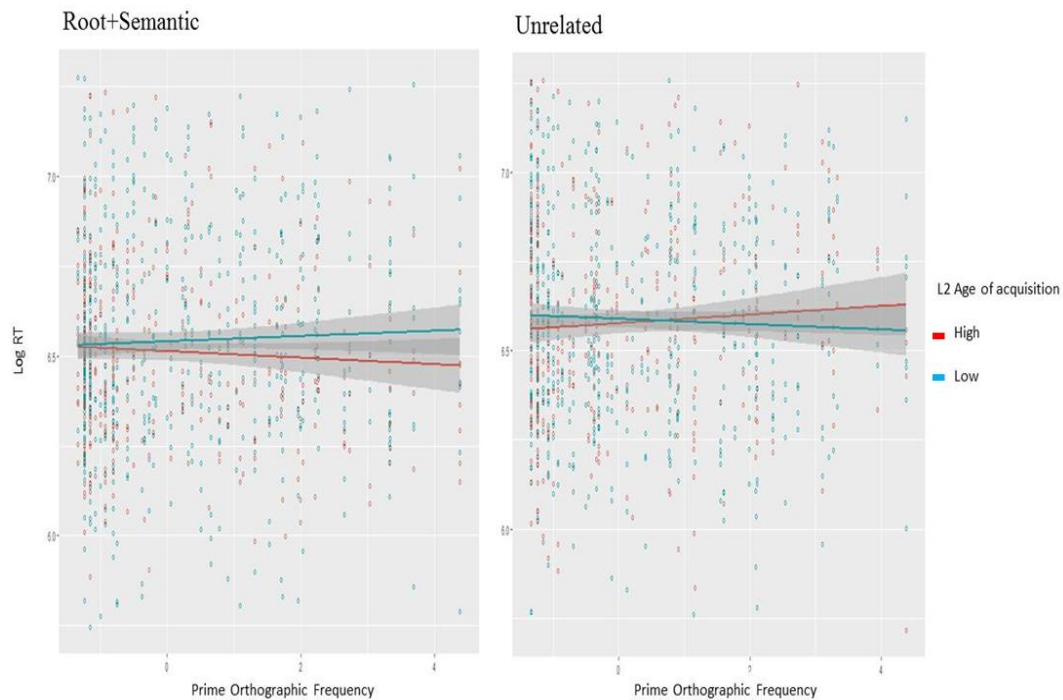 Root+Semantic
Unrelated
Log RT
7.0
6.5
6.0
0
2
4
Prime Orthographic Frequency
7.0
6.5
6.0
0
2
4
Prime Orthographic Frequency
L2 Age of acquisition
High
Low